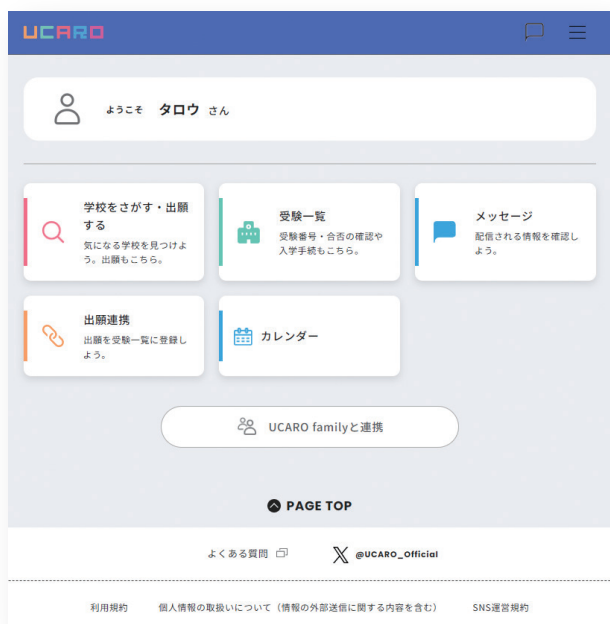 UCARO
ようこそ タロウ さん
学校をさがす・出願
する
気になる学校を見つけよ
う。出願もこちら。
受験一覧
受験番号・合否の確認や
入学手続もこちら。
メッセージ
配信される情報を確認し
よう。
出願連携
出願を受験一覧に登録し
よう。
カレンダー
UCARO familyと連携
PAGE TOP
よくある質問
@UCARO_Official
利用規約 個人情報の取扱いについて（情報の外部送信に関する内容を含む） SNS運営規約